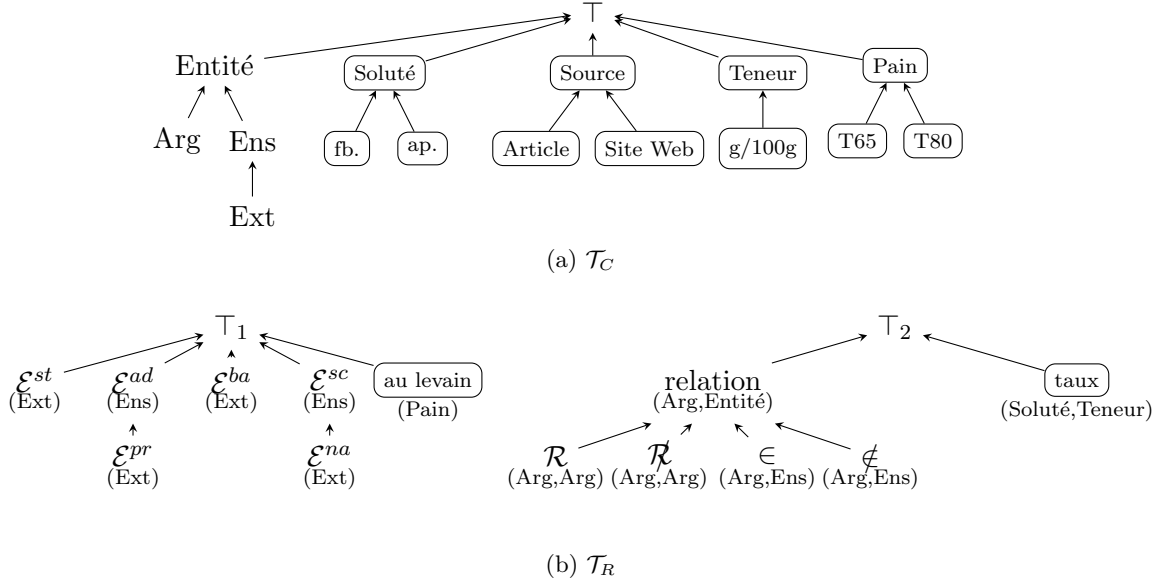 ⊤
Entité Soluté Source Teneur Pain
Arg Ens fb. ap. Article Site Web g/100g T65 T80
Ext
(a) 𝒯_C
⊤₁ ⊤₂
ℰ^st ℰ^ad ℰ^ba ℰ^sc au levain relation taux
(Ext) (Ens) (Ext) (Ens) (Pain) (Arg,Entité) (Soluté,Teneur)
ℰ^pr ℰ^na ℛ ℛ̸ ∈ ∉
(Ext) (Ext) (Arg,Arg) (Arg,Arg) (Arg,Ens) (Arg,Ens)
(b) 𝒯_R